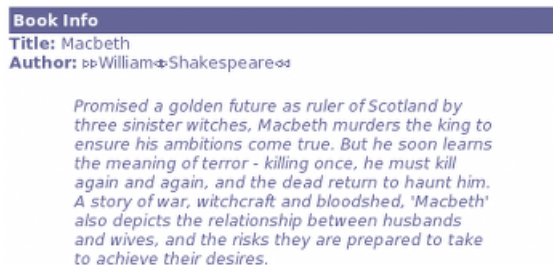 Book Info
Title: Macbeth
Author: ▹▹William◃▹Shakespeare◃◃
Promised a golden future as ruler of Scotland by
three sinister witches, Macbeth murders the king to
ensure his ambitions come true. But he soon learns
the meaning of terror - killing once, he must kill
again and again, and the dead return to haunt him.
A story of war, witchcraft and bloodshed, 'Macbeth'
also depicts the relationship between husbands
and wives, and the risks they are prepared to take
to achieve their desires.